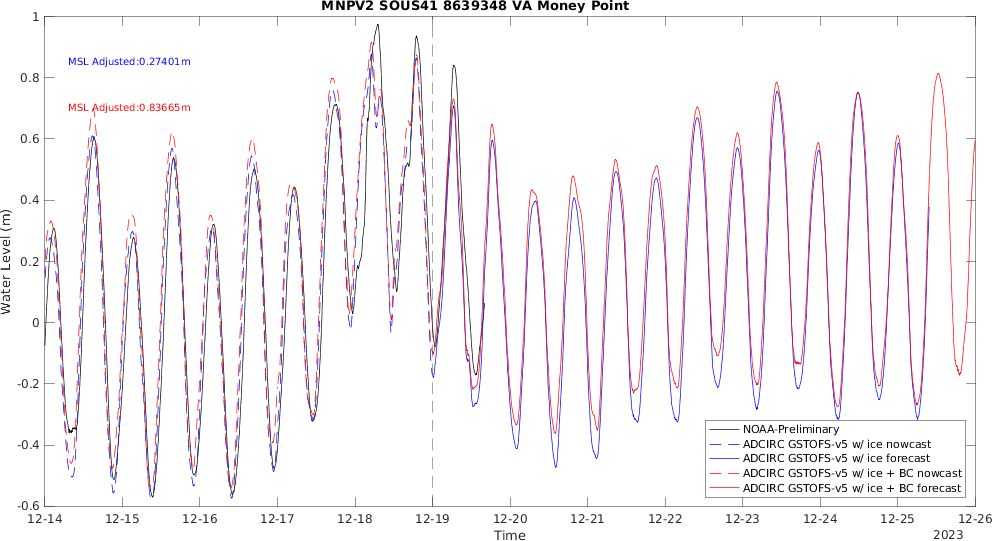 MNPV2 SOUS41 8639348 VA Money Point
MSL Adjusted:0.27401m
MSL Adjusted:0.83665m
Water Level (m)
1
0.8
0.6
0.4
0.2
0
-0.2
-0.4
-0.6
NOAA-Preliminary
ADCIRC GSTOFS-v5 w/ ice nowcast
ADCIRC GSTOFS-v5 w/ ice forecast
ADCIRC GSTOFS-v5 w/ ice + BC nowcast
ADCIRC GSTOFS-v5 w/ ice + BC forecast
12-14 12-15 12-16 12-17 12-18 12-19 12-20 12-21 12-22 12-23 12-24 12-25 12-26
Time
2023